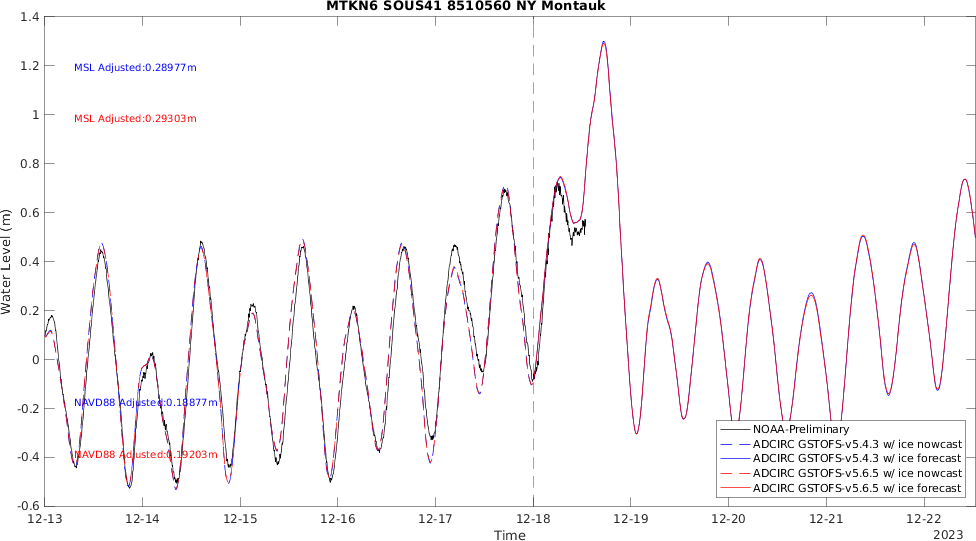 MTKN6 SOUS41 8510560 NY Montauk
1.4
1.2
1
0.8
0.6
0.4
0.2
0
-0.2
-0.4
-0.6
Water Level (m)
MSL Adjusted:0.28977m
MSL Adjusted:0.29303m
NAVD88 Adjusted:0.18877m
NAVD88 Adjusted:0.19203m
NOAA-Preliminary
ADCIRC GSTOFS-v5.4.3 w/ ice nowcast
ADCIRC GSTOFS-v5.4.3 w/ ice forecast
ADCIRC GSTOFS-v5.6.5 w/ ice nowcast
ADCIRC GSTOFS-v5.6.5 w/ ice forecast
12-13 12-14 12-15 12-16 12-17 12-18 12-19 12-20 12-21 12-22
Time
2023